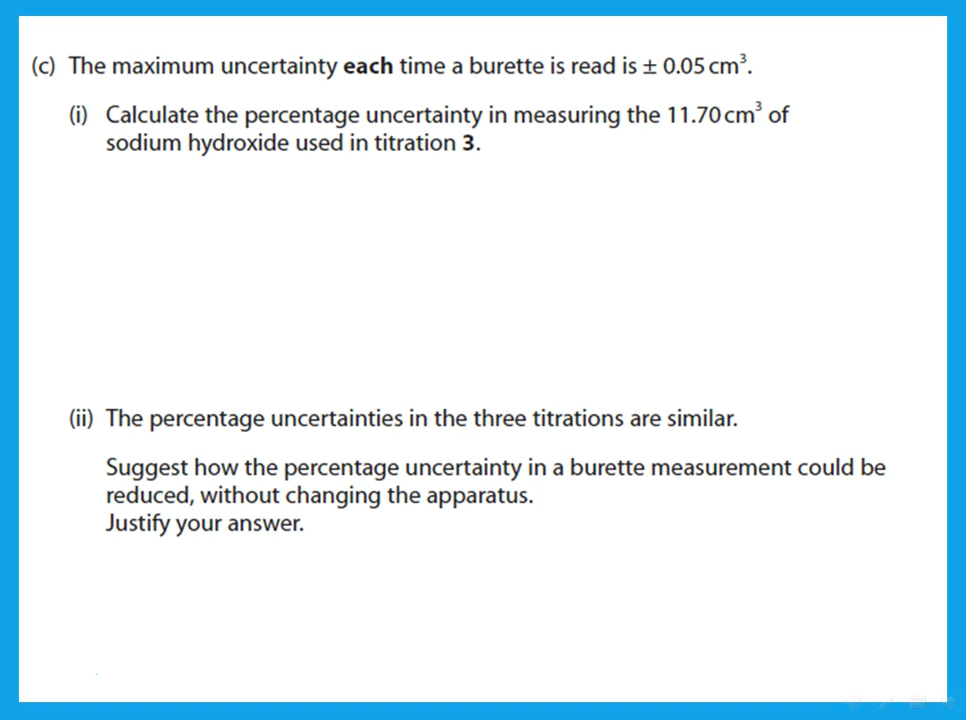 (c) The maximum uncertainty each time a burette is read is ± 0.05 cm³.
(i) Calculate the percentage uncertainty in measuring the 11.70 cm³ of
sodium hydroxide used in titration 3.
(ii) The percentage uncertainties in the three titrations are similar.
Suggest how the percentage uncertainty in a burette measurement could be
reduced, without changing the apparatus.
Justify your answer.